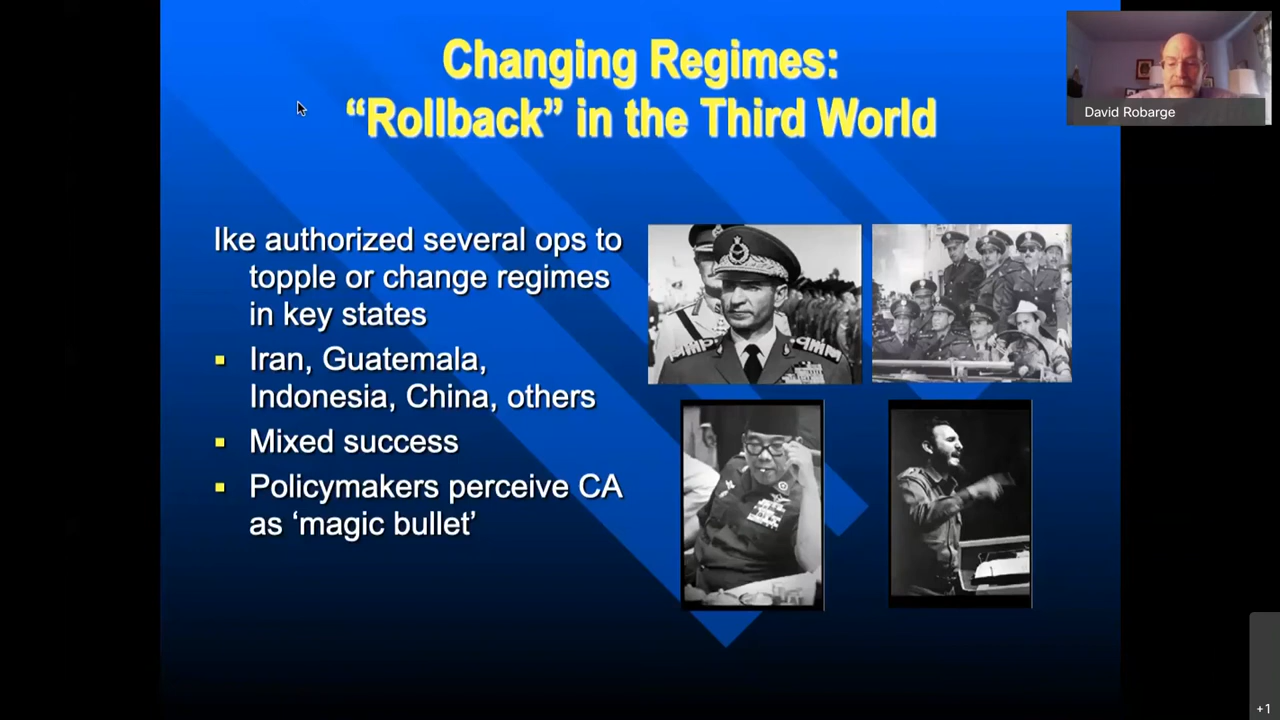 Changing Regimes:
“Rollback” in the Third World
David Robarge
Ike authorized several ops to
topple or change regimes
in key states
▪ Iran, Guatemala,
Indonesia, China, others
▪ Mixed success
▪ Policymakers perceive CA
as ‘magic bullet’
+1